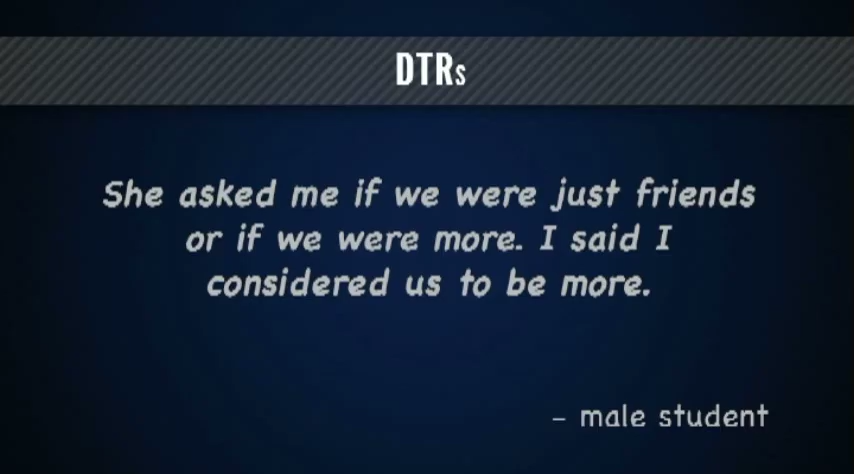 DTRs
She asked me if we were just friends
or if we were more. I said I
considered us to be more.
– male student